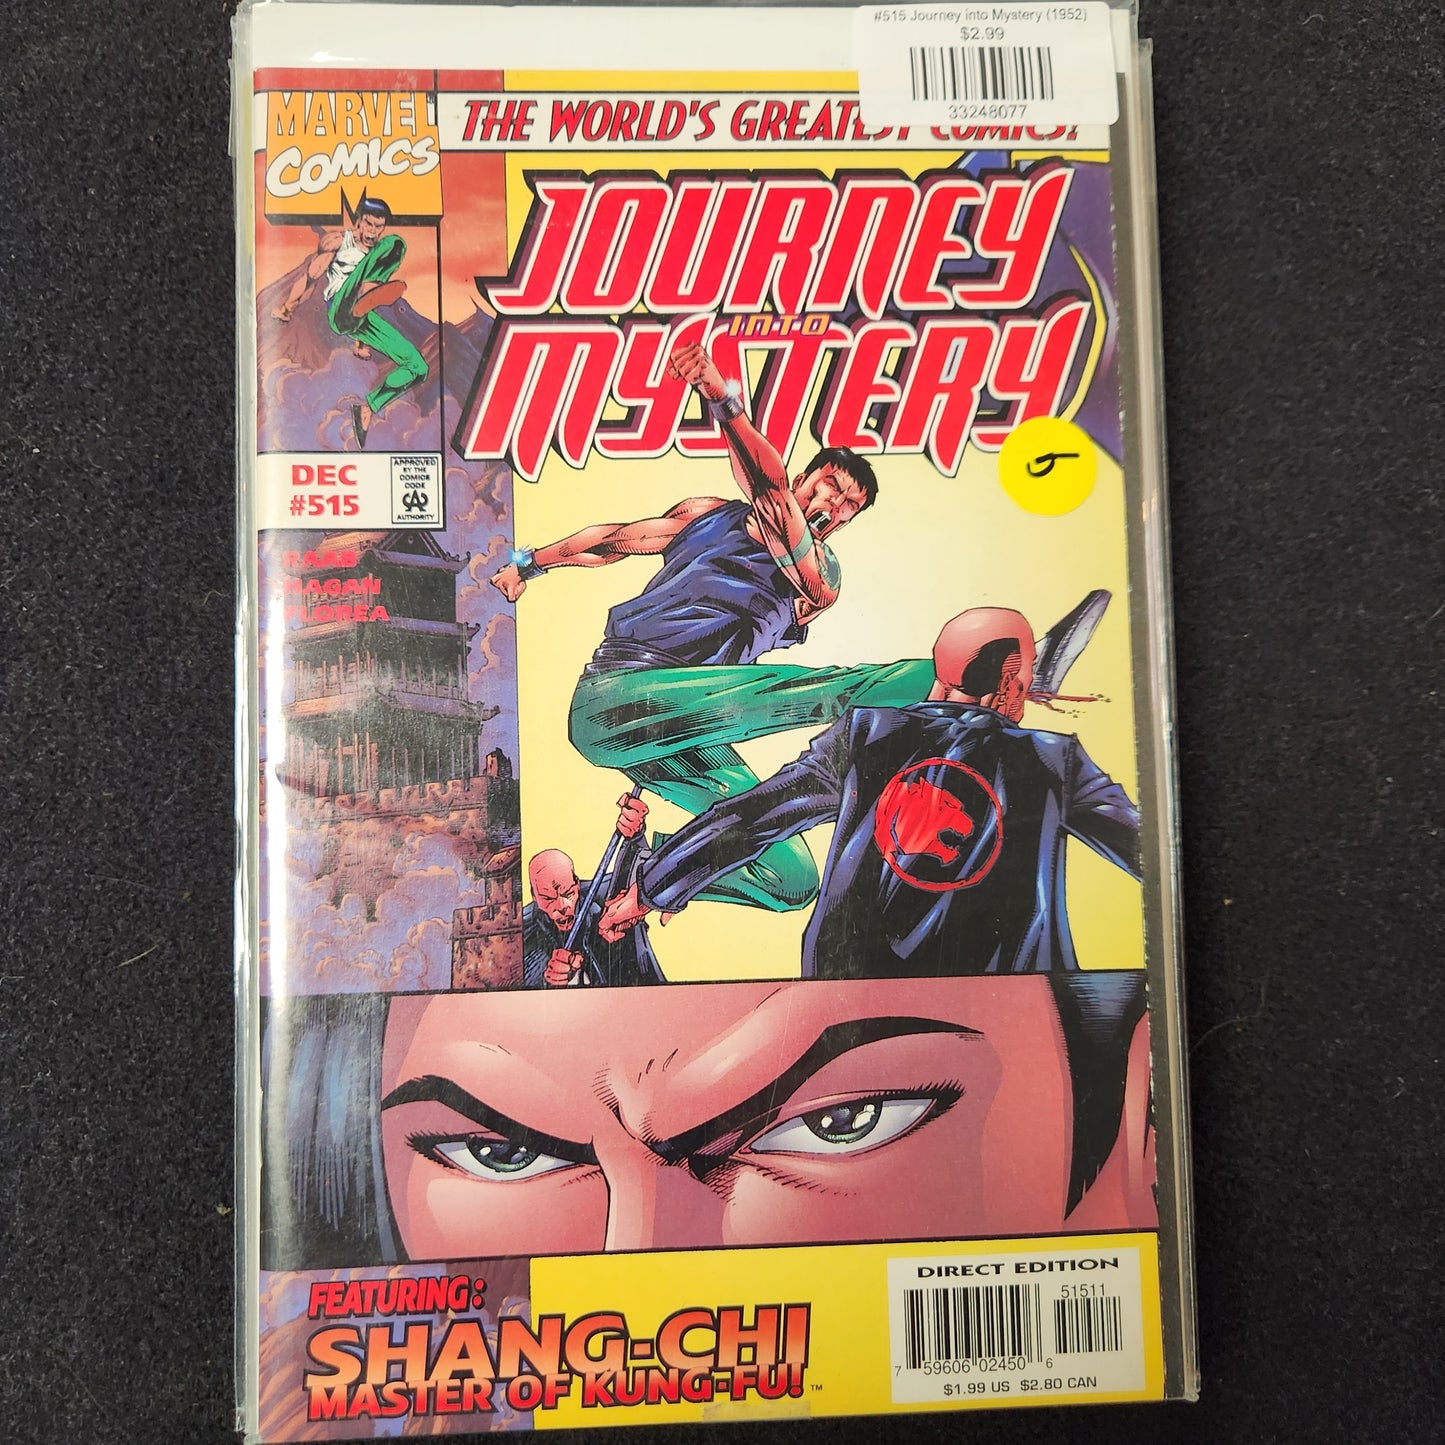 #515 Journey into Mystery (1952)
$2.99
33248077
MARVEL
COMICS
THE WORLD'S GREATEST COMICS!
JOURNEY
INTO
MYSTERY
DEC
#515
APPROVED
BY THE
COMICS
CODE
CA
AUTHORITY
5
RAAB
HAGAN
FLOREA
FEATURING:
SHANG-CHI
MASTER OF KUNG-FU!™
DIRECT EDITION
51511
7 59606 02450 6
$1.99 US $2.80 CAN